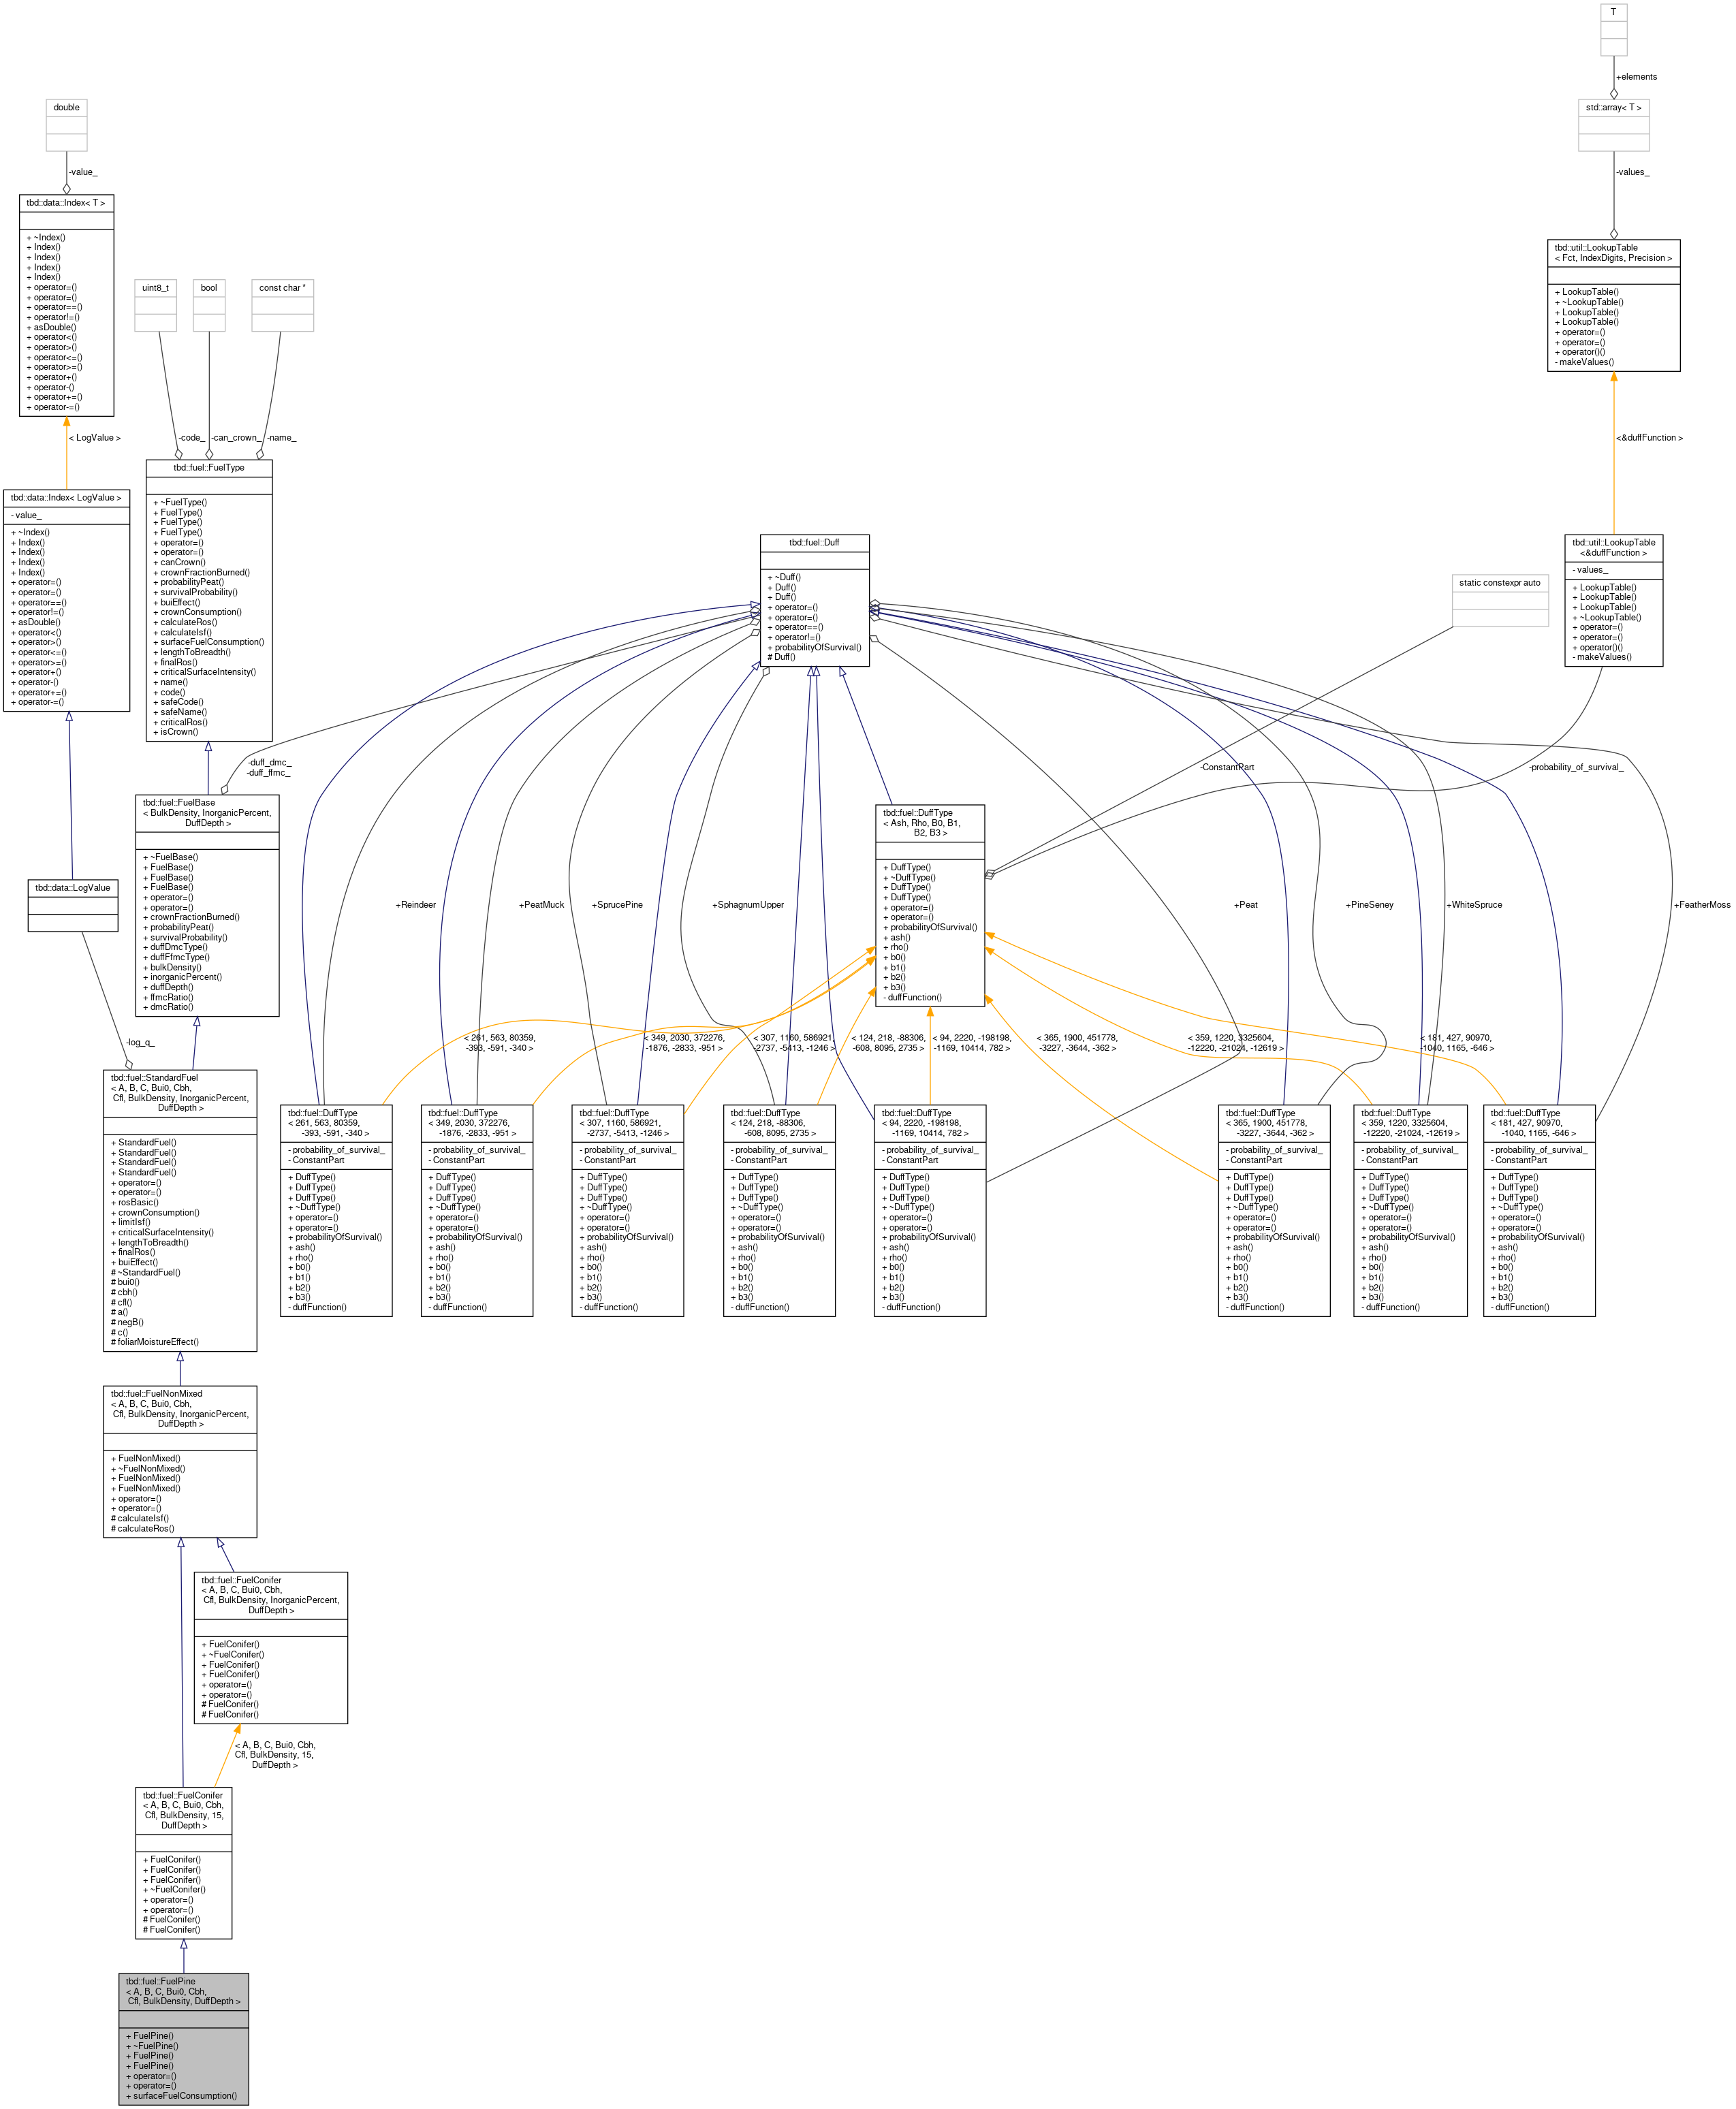 T
+elements
double
std::array< T >
-value_
-values_
tbd::data::Index< T >
+ ~Index()
+ Index()
+ Index()
+ Index()
+ Index()
+ operator=()
+ operator=()
+ operator==()
+ operator!=()
+ asDouble()
+ operator<()
+ operator>()
+ operator<=()
+ operator>=()
+ operator+()
+ operator-()
+ operator+=()
+ operator-=()
tbd::util::LookupTable
< Fct, IndexDigits, Precision >
+ LookupTable()
+ ~LookupTable()
+ LookupTable()
+ LookupTable()
+ operator=()
+ operator=()
+ operator()()
- makeValues()
uint8_t
bool
const char *
< LogValue >
-code_
-can_crown_
-name_
<&duffFunction >
tbd::data::Index< LogValue >
- value_
+ ~Index()
+ Index()
+ Index()
+ Index()
+ Index()
+ operator=()
+ operator=()
+ operator==()
+ operator!=()
+ asDouble()
+ operator<()
+ operator>()
+ operator<=()
+ operator>=()
+ operator+()
+ operator-()
+ operator+=()
+ operator-=()
tbd::fuel::FuelType
+ ~FuelType()
+ FuelType()
+ FuelType()
+ FuelType()
+ operator=()
+ operator=()
+ canCrown()
+ crownFractionBurned()
+ probabilityPeat()
+ survivalProbability()
+ buiEffect()
+ crownConsumption()
+ calculateRos()
+ calculateIsf()
+ surfaceFuelConsumption()
+ lengthToBreadth()
+ finalRos()
+ criticalSurfaceIntensity()
+ name()
+ code()
+ safeCode()
+ safeName()
+ criticalRos()
+ isCrown()
tbd::fuel::Duff
+ ~Duff()
+ Duff()
+ Duff()
+ operator=()
+ operator=()
+ operator==()
+ operator!=()
+ probabilityOfSurvival()
# Duff()
static constexpr auto
tbd::util::LookupTable
<&duffFunction >
- values_
+ LookupTable()
+ LookupTable()
+ LookupTable()
+ ~LookupTable()
+ operator=()
+ operator=()
+ operator()()
- makeValues()
-duff_dmc_
-duff_ffmc_
-ConstantPart
-probability_of_survival_
tbd::fuel::FuelBase
< BulkDensity, InorganicPercent,
DuffDepth >
+ ~FuelBase()
+ FuelBase()
+ FuelBase()
+ FuelBase()
+ operator=()
+ operator=()
+ crownFractionBurned()
+ probabilityPeat()
+ survivalProbability()
+ duffDmcType()
+ duffFfmcType()
+ bulkDensity()
+ inorganicPercent()
+ duffDepth()
+ ffmcRatio()
+ dmcRatio()
tbd::fuel::DuffType
< Ash, Rho, B0, B1,
B2, B3 >
+ DuffType()
+ ~DuffType()
+ DuffType()
+ DuffType()
+ operator=()
+ operator=()
+ probabilityOfSurvival()
+ ash()
+ rho()
+ b0()
+ b1()
+ b2()
+ b3()
- duffFunction()
tbd::data::LogValue
+Reindeer
+PeatMuck
+SprucePine
+SphagnumUpper
+Peat
+PineSeney
+WhiteSpruce
+FeatherMoss
-log_q_
< 261, 563, 80359,
-393, -591, -340 >
< 349, 2030, 372276,
-1876, -2833, -951 >
< 307, 1160, 586921,
-2737, -5413, -1246 >
< 124, 218, -88306,
-608, 8095, 2735 >
< 94, 2220, -198198,
-1169, 10414, 782 >
< 365, 1900, 451778,
-3227, -3644, -362 >
< 359, 1220, 3325604,
-12220, -21024, -12619 >
< 181, 427, 90970,
-1040, 1165, -646 >
tbd::fuel::StandardFuel
< A, B, C, Bui0, Cbh,
Cfl, BulkDensity, InorganicPercent,
DuffDepth >
+ StandardFuel()
+ StandardFuel()
+ StandardFuel()
+ StandardFuel()
+ operator=()
+ operator=()
+ rosBasic()
+ crownConsumption()
+ limitIsf()
+ criticalSurfaceIntensity()
+ lengthToBreadth()
+ finalRos()
+ buiEffect()
# ~StandardFuel()
# bui0()
# cbh()
# cfl()
# a()
# negB()
# c()
# foliarMoistureEffect()
tbd::fuel::DuffType
< 261, 563, 80359,
-393, -591, -340 >
- probability_of_survival_
- ConstantPart
+ DuffType()
+ DuffType()
+ DuffType()
+ ~DuffType()
+ operator=()
+ operator=()
+ probabilityOfSurvival()
+ ash()
+ rho()
+ b0()
+ b1()
+ b2()
+ b3()
- duffFunction()
tbd::fuel::DuffType
< 349, 2030, 372276,
-1876, -2833, -951 >
- probability_of_survival_
- ConstantPart
+ DuffType()
+ DuffType()
+ DuffType()
+ ~DuffType()
+ operator=()
+ operator=()
+ probabilityOfSurvival()
+ ash()
+ rho()
+ b0()
+ b1()
+ b2()
+ b3()
- duffFunction()
tbd::fuel::DuffType
< 307, 1160, 586921,
-2737, -5413, -1246 >
- probability_of_survival_
- ConstantPart
+ DuffType()
+ DuffType()
+ DuffType()
+ ~DuffType()
+ operator=()
+ operator=()
+ probabilityOfSurvival()
+ ash()
+ rho()
+ b0()
+ b1()
+ b2()
+ b3()
- duffFunction()
tbd::fuel::DuffType
< 124, 218, -88306,
-608, 8095, 2735 >
- probability_of_survival_
- ConstantPart
+ DuffType()
+ DuffType()
+ DuffType()
+ ~DuffType()
+ operator=()
+ operator=()
+ probabilityOfSurvival()
+ ash()
+ rho()
+ b0()
+ b1()
+ b2()
+ b3()
- duffFunction()
tbd::fuel::DuffType
< 94, 2220, -198198,
-1169, 10414, 782 >
- probability_of_survival_
- ConstantPart
+ DuffType()
+ DuffType()
+ DuffType()
+ ~DuffType()
+ operator=()
+ operator=()
+ probabilityOfSurvival()
+ ash()
+ rho()
+ b0()
+ b1()
+ b2()
+ b3()
- duffFunction()
tbd::fuel::DuffType
< 365, 1900, 451778,
-3227, -3644, -362 >
- probability_of_survival_
- ConstantPart
+ DuffType()
+ DuffType()
+ DuffType()
+ ~DuffType()
+ operator=()
+ operator=()
+ probabilityOfSurvival()
+ ash()
+ rho()
+ b0()
+ b1()
+ b2()
+ b3()
- duffFunction()
tbd::fuel::DuffType
< 359, 1220, 3325604,
-12220, -21024, -12619 >
- probability_of_survival_
- ConstantPart
+ DuffType()
+ DuffType()
+ DuffType()
+ ~DuffType()
+ operator=()
+ operator=()
+ probabilityOfSurvival()
+ ash()
+ rho()
+ b0()
+ b1()
+ b2()
+ b3()
- duffFunction()
tbd::fuel::DuffType
< 181, 427, 90970,
-1040, 1165, -646 >
- probability_of_survival_
- ConstantPart
+ DuffType()
+ DuffType()
+ DuffType()
+ ~DuffType()
+ operator=()
+ operator=()
+ probabilityOfSurvival()
+ ash()
+ rho()
+ b0()
+ b1()
+ b2()
+ b3()
- duffFunction()
tbd::fuel::FuelNonMixed
< A, B, C, Bui0, Cbh,
Cfl, BulkDensity, InorganicPercent,
DuffDepth >
+ FuelNonMixed()
+ ~FuelNonMixed()
+ FuelNonMixed()
+ FuelNonMixed()
+ operator=()
+ operator=()
# calculateIsf()
# calculateRos()
tbd::fuel::FuelConifer
< A, B, C, Bui0, Cbh,
Cfl, BulkDensity, InorganicPercent,
DuffDepth >
+ FuelConifer()
+ ~FuelConifer()
+ FuelConifer()
+ FuelConifer()
+ operator=()
+ operator=()
# FuelConifer()
# FuelConifer()
< A, B, C, Bui0, Cbh,
Cfl, BulkDensity, 15,
DuffDepth >
tbd::fuel::FuelConifer
< A, B, C, Bui0, Cbh,
Cfl, BulkDensity, 15,
DuffDepth >
+ FuelConifer()
+ FuelConifer()
+ FuelConifer()
+ ~FuelConifer()
+ operator=()
+ operator=()
# FuelConifer()
# FuelConifer()
tbd::fuel::FuelPine
< A, B, C, Bui0, Cbh,
Cfl, BulkDensity, DuffDepth >
+ FuelPine()
+ ~FuelPine()
+ FuelPine()
+ FuelPine()
+ operator=()
+ operator=()
+ surfaceFuelConsumption()